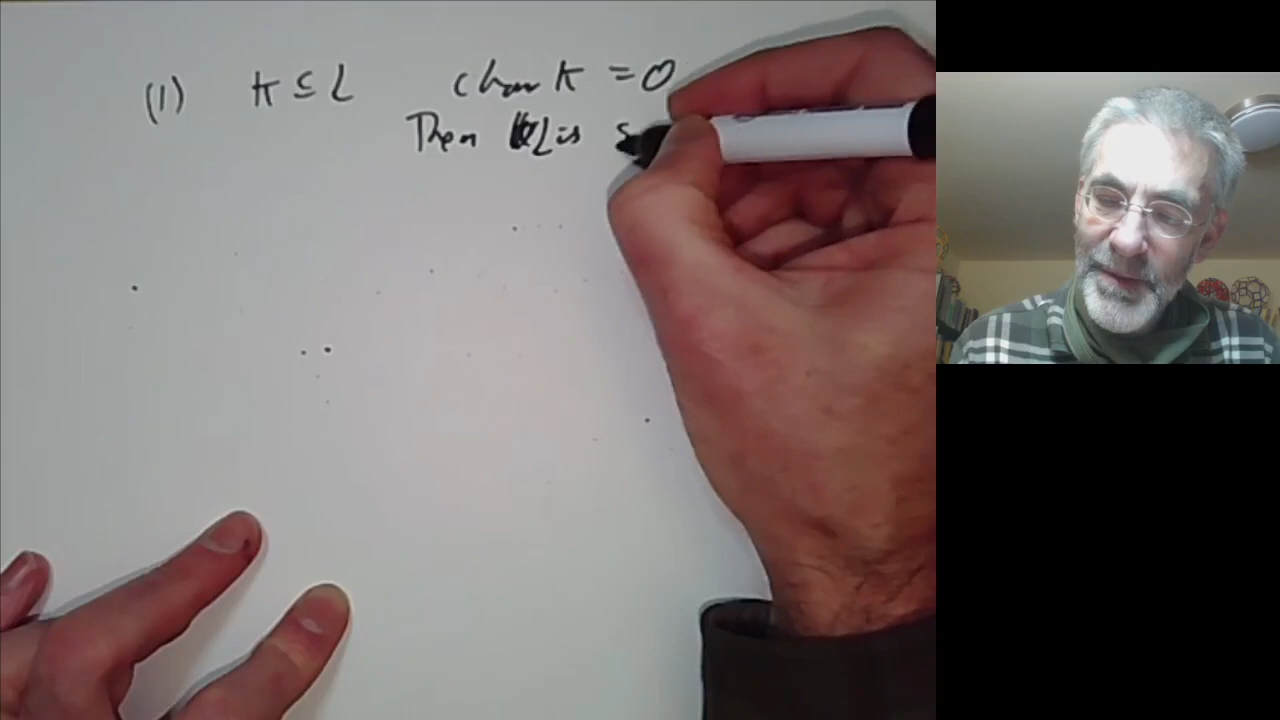 (1) K ⊆ L char K = 0
Then L is s